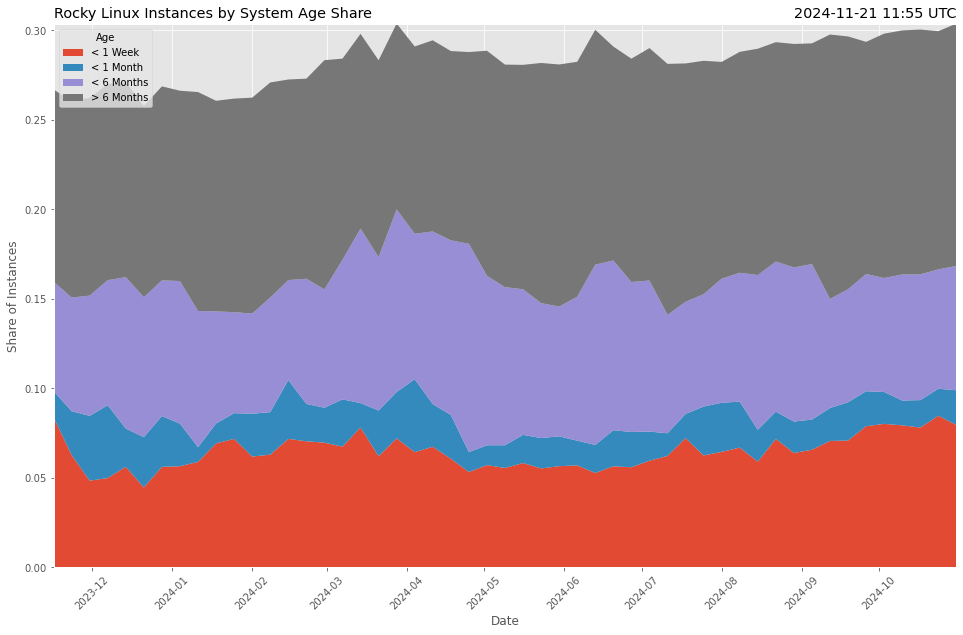 Rocky Linux Instances by System Age Share
2024-11-21 11:55 UTC
Age
< 1 Week
< 1 Month
< 6 Months
> 6 Months
0.30
0.25
0.20
0.15
0.10
0.05
0.00
Share of Instances
2023-12
2024-01
2024-02
2024-03
2024-04
2024-05
2024-06
2024-07
2024-08
2024-09
2024-10
Date